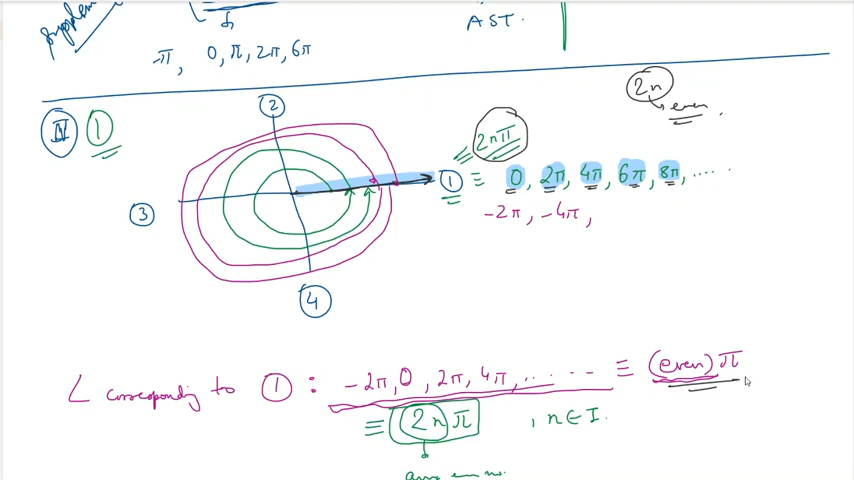 AST.
-π, 0, π, 2π, 6π
2n
even.
IV 1
2
2nπ
1 ≡ 0, 2π, 4π, 6π, 8π, .....
-2π, -4π,
3
4
∠ corresponding to 1 : -2π, 0, 2π, 4π, ...... ≡ (even) π
≡ 2nπ , n ∈ I.